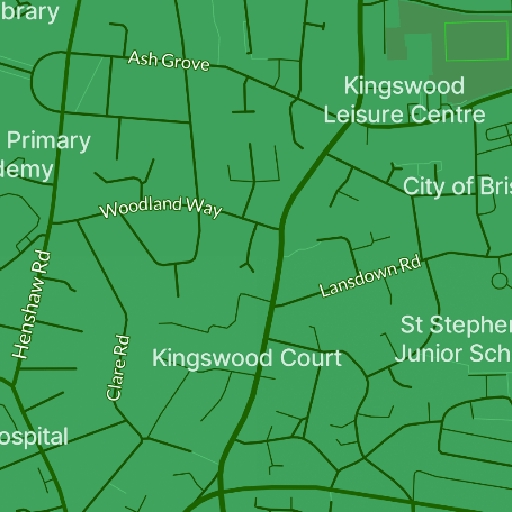 brary
Ash Grove
Kingswood
Leisure Centre
Primary
demy
City of Bris
Woodland Way
Henshaw Rd
Lansdown Rd
St Stephen
Junior Sch
Kingswood Court
Clare Rd
ospital